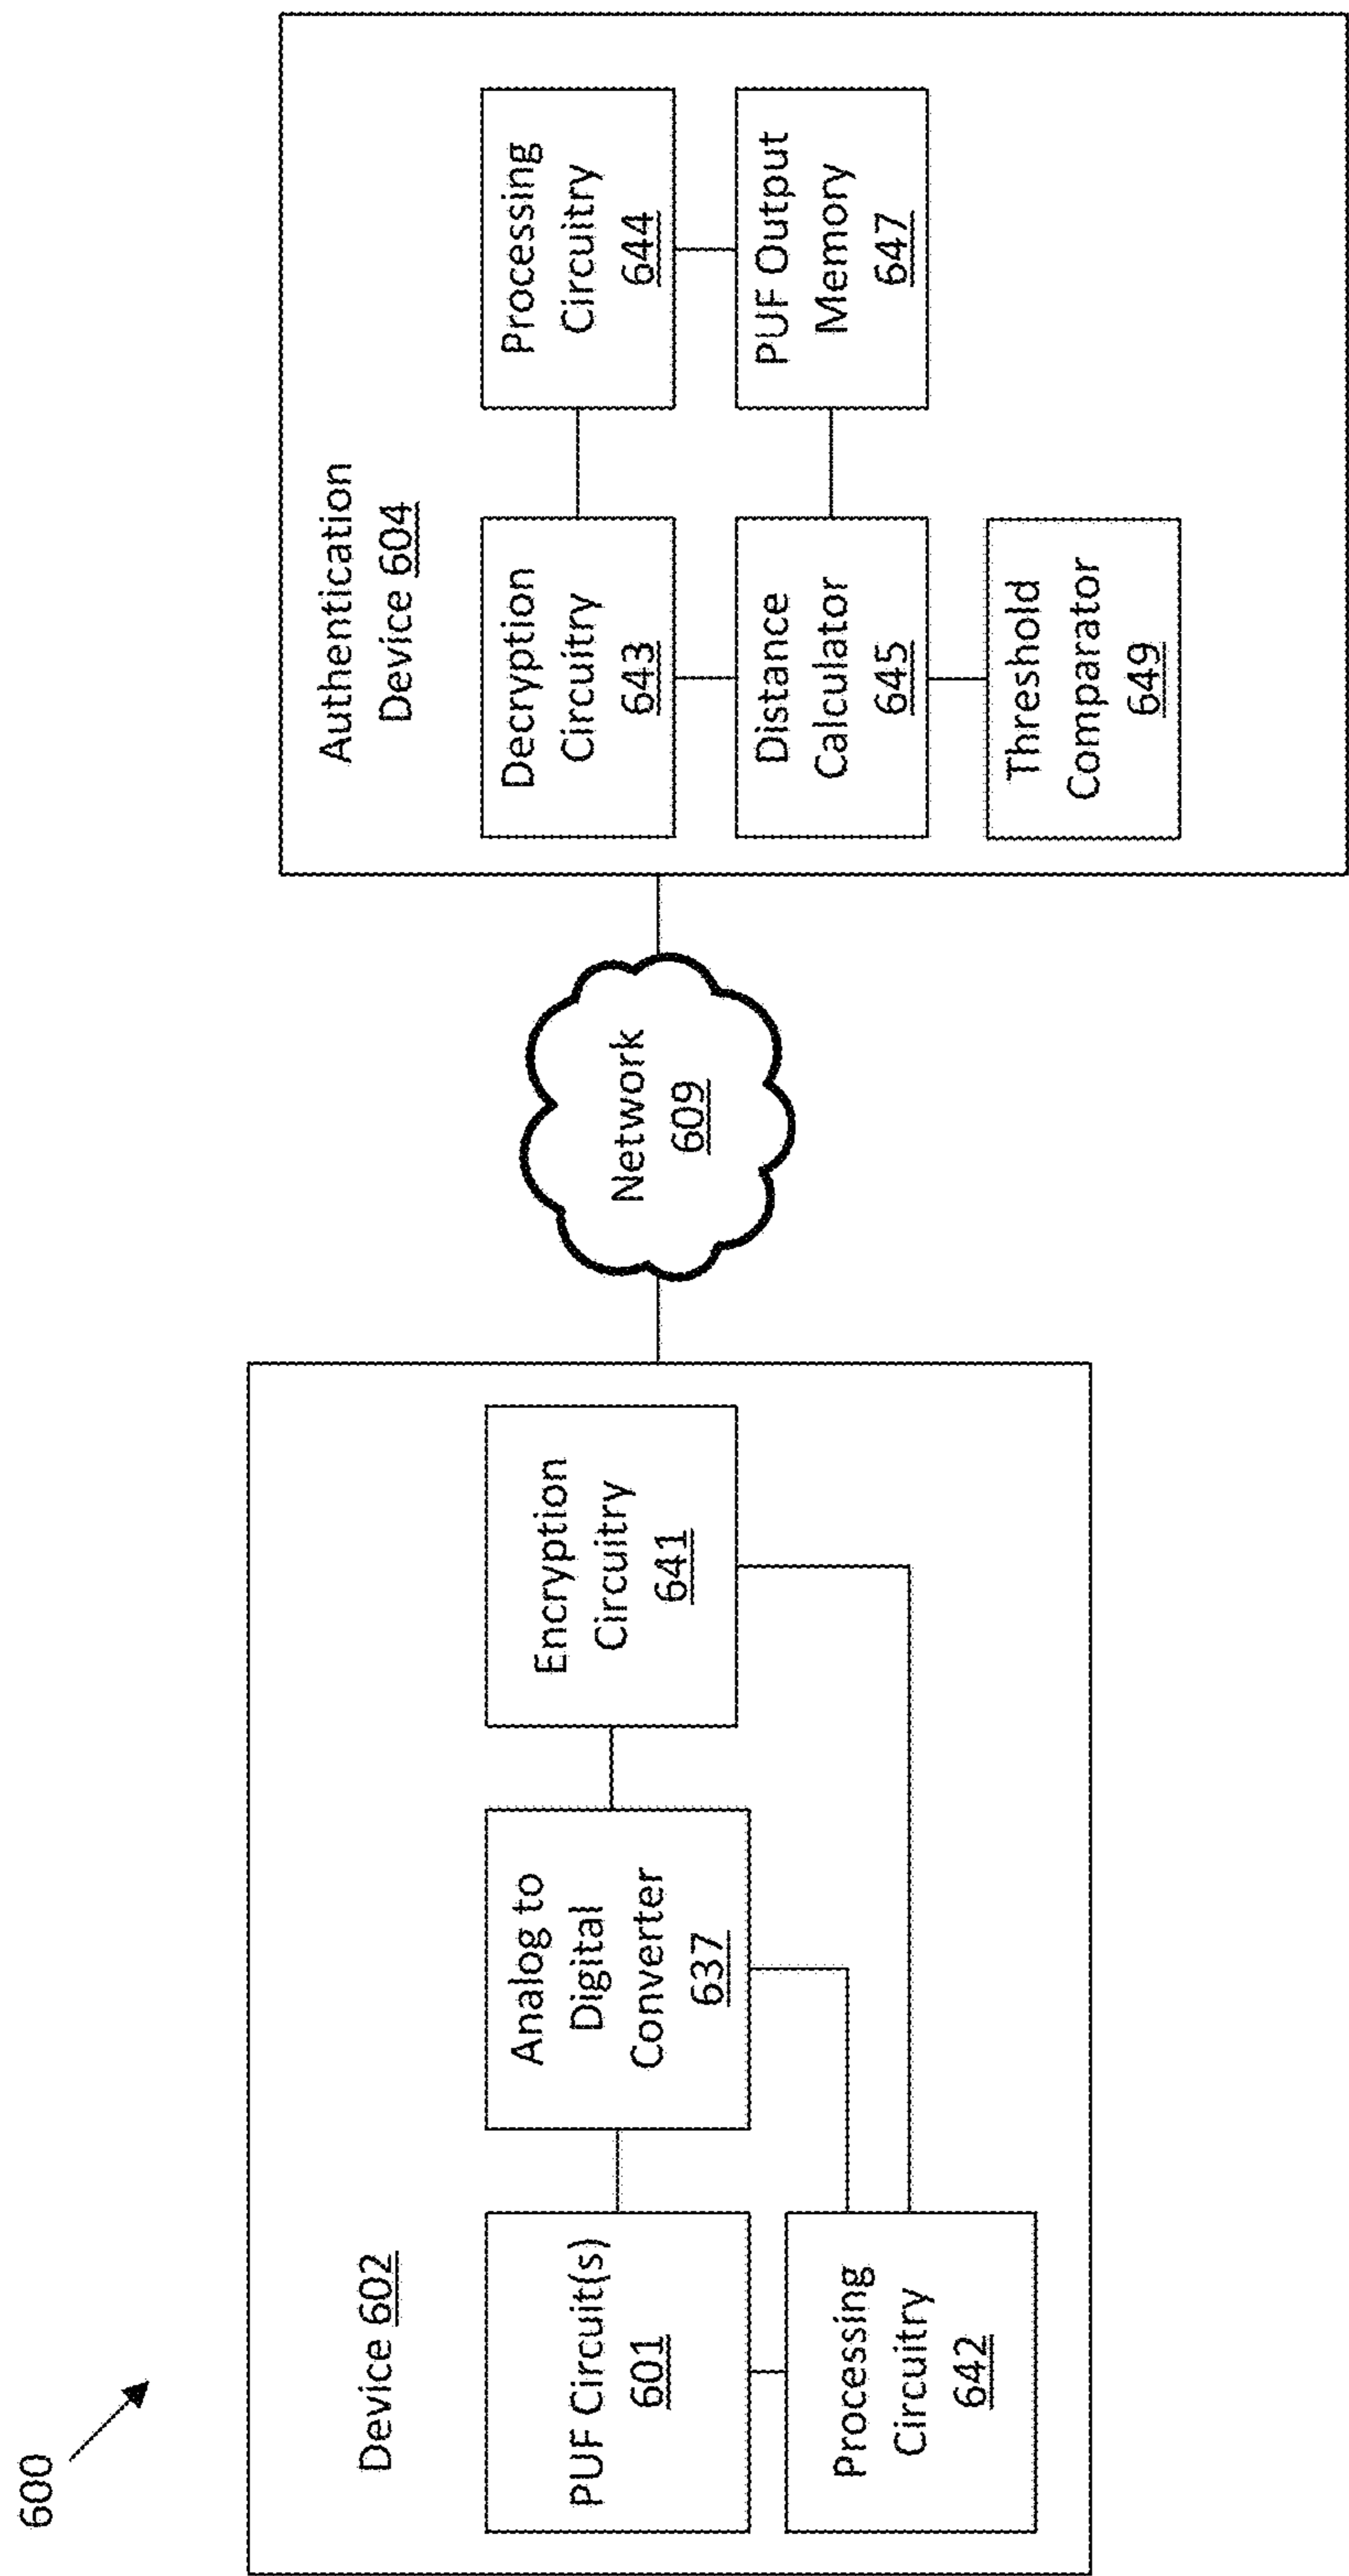 600
Device 602
PUF Circuit(s)
601
Analog to
Digital
Converter
637
Encryption
Circuitry
641
Processing
Circuitry
642
Network
609
Authentication
Device 604
Decryption
Circuitry
643
Processing
Circuitry
644
Distance
Calculator
645
PUF Output
Memory
647
Threshold
Comparator
649